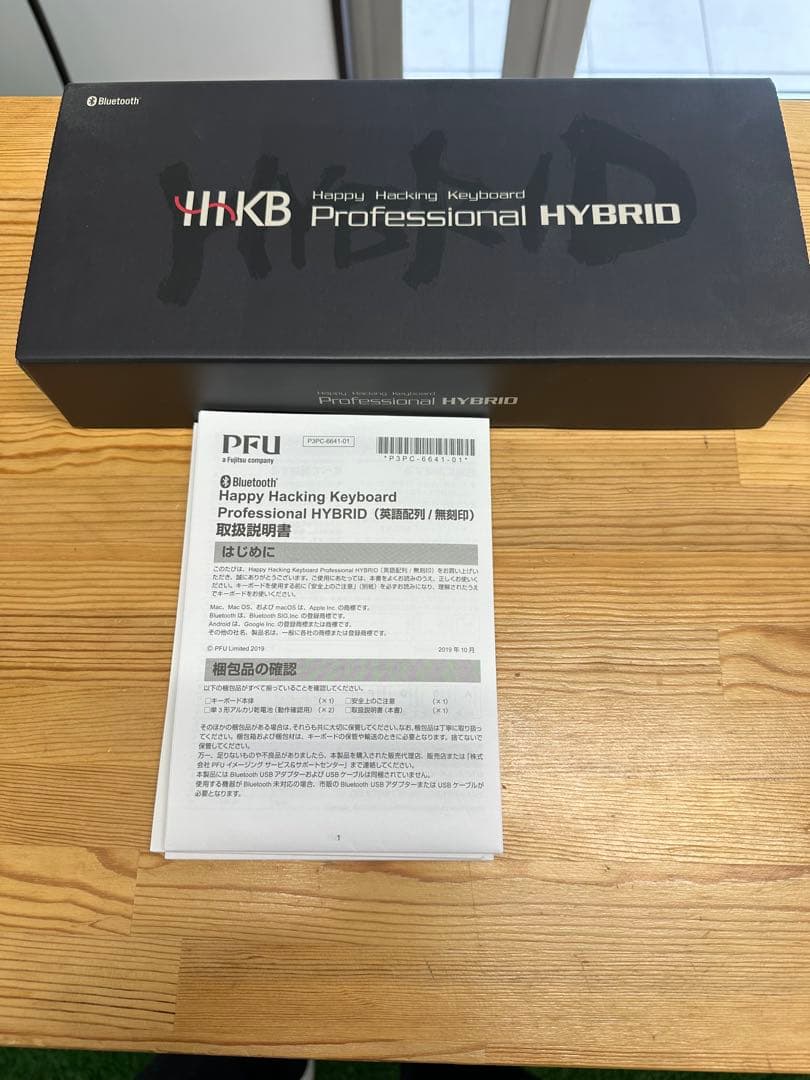 Bluetooth
HYBRID
HHKB
Happy Hacking Keyboard
Professional HYBRID
Happy Hacking Keyboard
Professional HYBRID
PFU
a Fujitsu company
P3PC-6641-01
*P3PC-6641-01*
Bluetooth
Happy Hacking Keyboard
Professional HYBRID（英語配列 / 無刻印）
取扱説明書
はじめに
このたびは、Happy Hacking Keyboard Professional HYBRID（英語配列／無刻印）をお買い上げい
ただき、誠にありがとうございます。ご使用にあたっては、本書をよくお読みのうえ、正しくお使いく
ださい。キーボードを使用する前に「安全上のご注意」（別紙）を必ずお読みになり、理解されたうえ
でキーボードをお使いください。
Mac、Mac OS、および macOS は、Apple Inc. の商標です。
Bluetooth は、Bluetooth SIG,Inc. の登録商標です。
Android は、Google Inc. の登録商標または商標です。
その他の社名、製品名は、一般に各社の商標または登録商標です。
© PFU Limited 2019
2019 年 10 月
梱包品の確認
以下の梱包品がすべて揃っていることを確認してください。
□キーボード本体 （× 1） □安全上のご注意 （× 1）
□単 3 形アルカリ乾電池（動作確認用）（× 2） □取扱説明書（本書） （× 1）
そのほかの梱包品がある場合は、それらも共に大切に保管してください。なお、梱包品は丁寧に取り扱っ
てください。梱包箱および梱包材は、キーボードの保管や輸送のときに必要となります。捨てないで
保管してください。
万一、足りないものや不良品がありましたら、本製品を購入された販売代理店、販売店または「株式
会社 PFU イメージング サービス&サポートセンター」まで連絡してください。
本製品には Bluetooth USB アダプターおよび USB ケーブルは同梱されていません。
使用する機器が Bluetooth 未対応の場合、市販の Bluetooth USB アダプターまたは USB ケーブルが
必要となります。
1